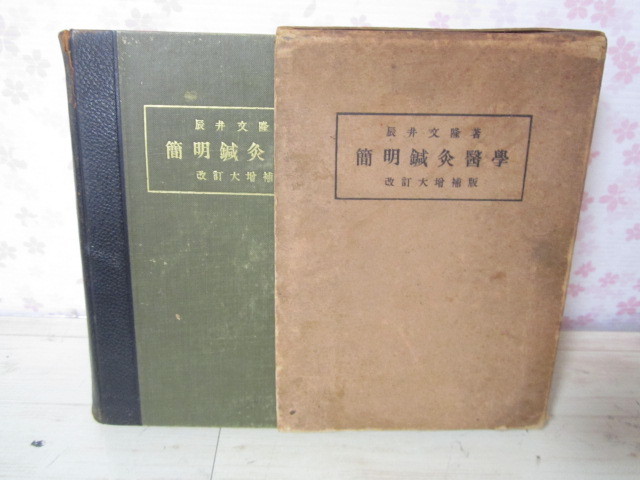 辰井文隆
簡明鍼灸
改訂大増補
辰井文隆著
簡明鍼灸醫學
改訂大増補版